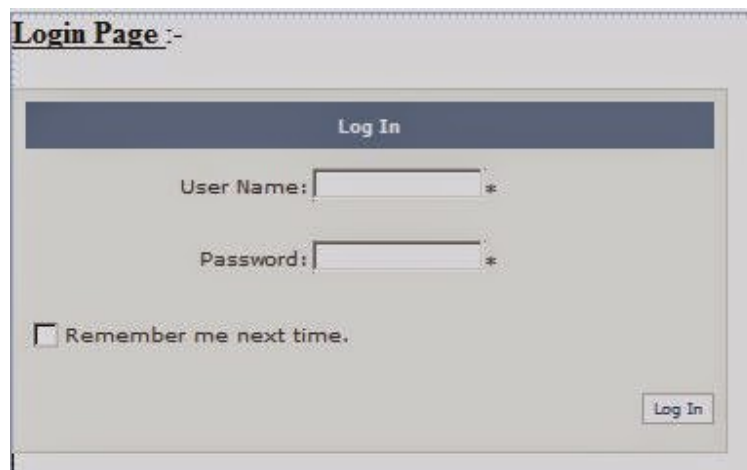 Login Page :-
Log In
User Name: *
Password: *
Remember me next time.
Log In